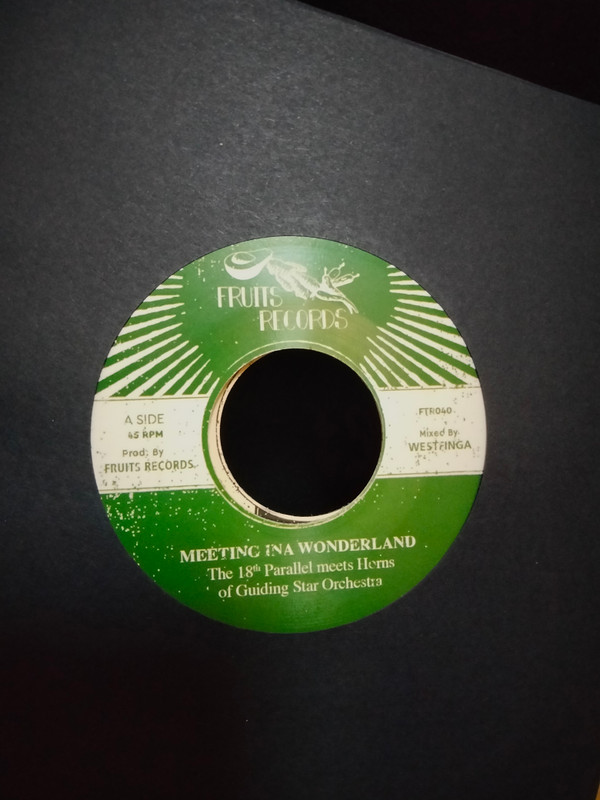 FRUITS
RECORDS
A SIDE
45 RPM
Prod. By
FRUITS RECORDS
FTR040
Mixed By
WESTFINGA
MEETING INA WONDERLAND
The 18th Parallel meets Horns
of Guiding Star Orchestra